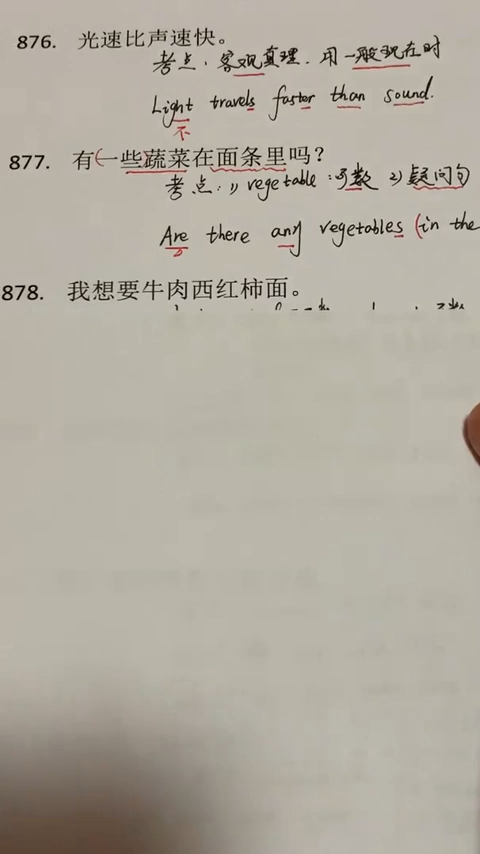 876. 光速比声速快。
考点：客观真理，用一般现在时
Light travels faster than sound.
不
877. 有(一些蔬菜在面条里吗？
考点：1) vegetable：可数 2) 疑问句
Are there any vegetables (in the
878. 我想要牛肉西红柿面。